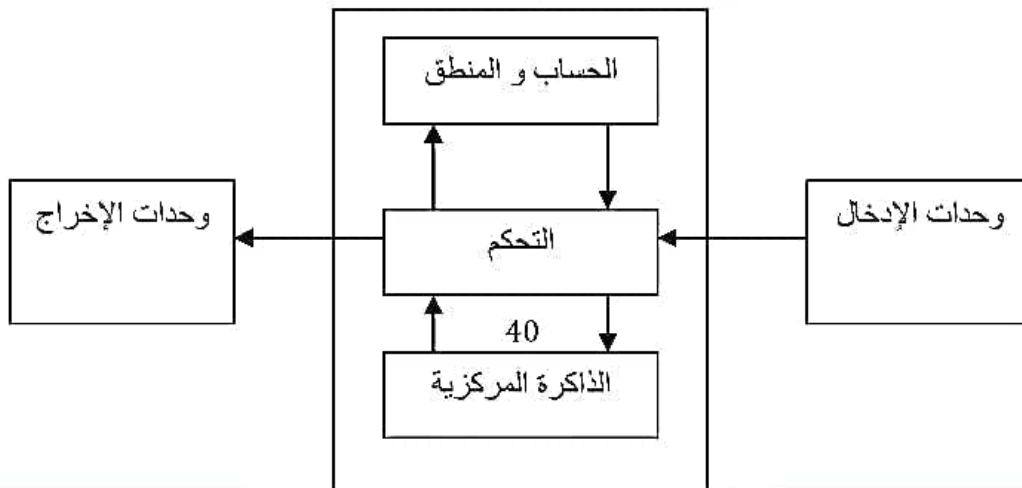 الحساب و المنطق
وحدات الإدخال
التحكم
وحدات الإخراج
40
الذاكرة المركزية